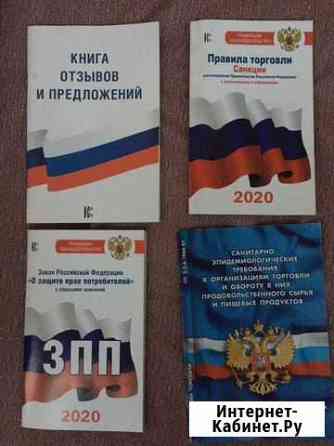 КНИГА
ОТЗЫВОВ
И ПРЕДЛОЖЕНИЙ
Правила торговли
Санкции
2020
Закон Российской Федерации
«О защите прав потребителей»
ЗПП
2020
САНИТАРНО
ЭПИДЕМИОЛОГИЧЕСКИЕ
ТРЕБОВАНИЯ
К ОРГАНИЗАЦИЯМ ТОРГОВЛИ
И ОБОРОТУ В НИХ
ПРОДОВОЛЬСТВЕННОГО СЫРЬЯ
И ПИЩЕВЫХ ПРОДУКТОВ
Интернет-
Кабинет.Ру